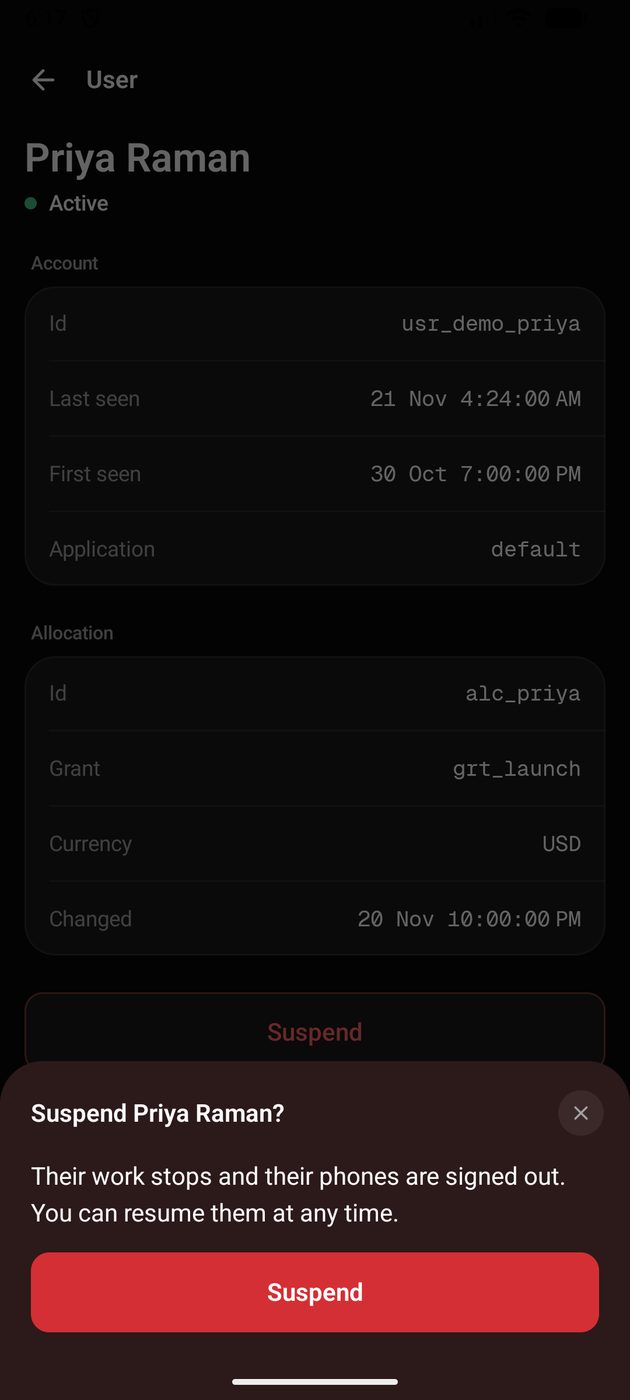 6:17
User
Priya Raman
Active
Account
Id usr_demo_priya
Last seen 21 Nov 4:24:00 AM
First seen 30 Oct 7:00:00 PM
Application default
Allocation
Id alc_priya
Grant grt_launch
Currency USD
Changed 20 Nov 10:00:00 PM
Suspend
Suspend Priya Raman?
Their work stops and their phones are signed out.
You can resume them at any time.
Suspend